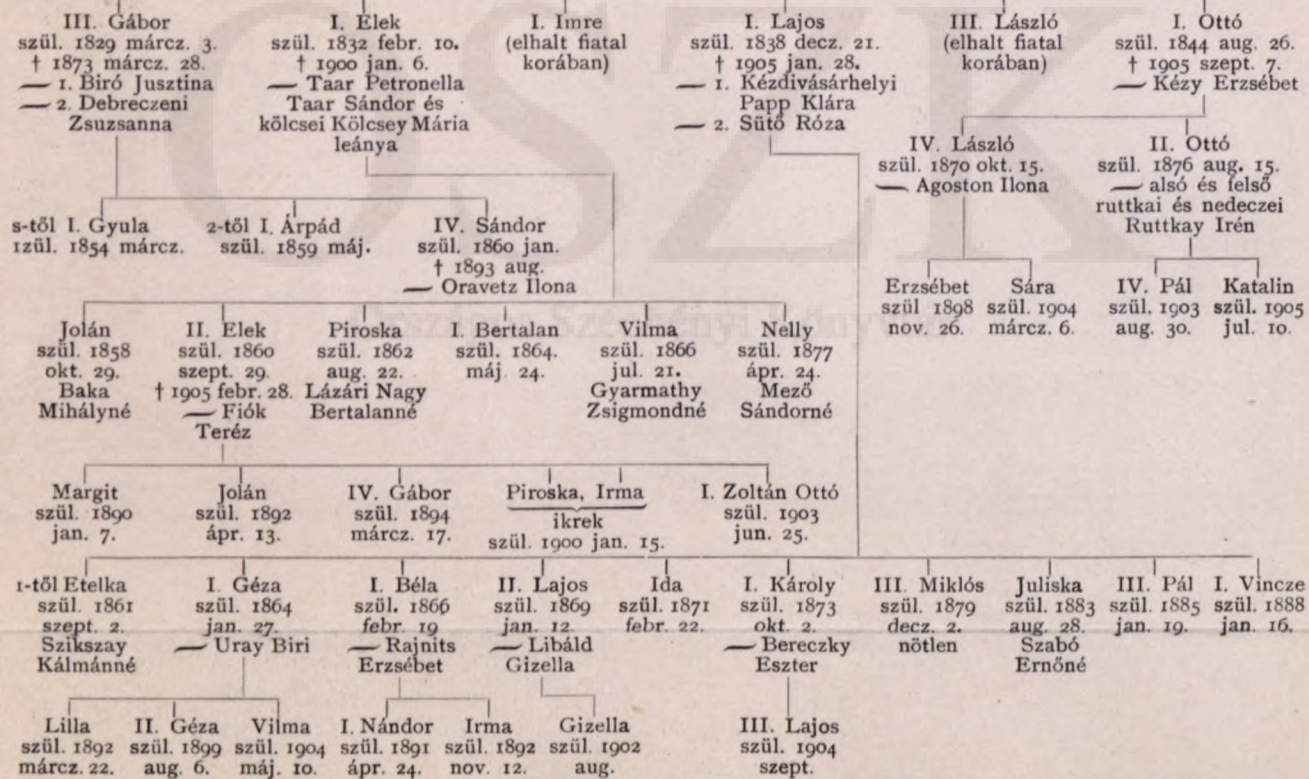 III. Gábor
szül. 1829 márcz. 3.
† 1873 márcz. 28.
— 1. Biró Jusztina
— 2. Debreczeni
Zsuzsanna
I. Elek
szül. 1832 febr. 10.
† 1900 jan. 6.
— Taar Petronella
Taar Sándor és
kölcsei Kölcsey Mária
leánya
I. Imre
(elhalt fiatal
korában)
I. Lajos
szül. 1838 decz. 21.
† 1905 jan. 28.
— 1. Kézdivásárhelyi
Papp Klára
— 2. Sütő Róza
III. László
(elhalt fiatal
korában)
I. Ottó
szül. 1844 aug. 26.
† 1905 szept. 7.
— Kézy Erzsébet
IV. László
szül. 1870 okt. 15.
— Agoston Ilona
II. Ottó
szül. 1876 aug. 15.
— alsó és felső
ruttkai és nedeczei
Ruttkay Irén
s-től I. Gyula
1zül. 1854 márcz.
2-től I. Árpád
szül. 1859 máj.
IV. Sándor
szül. 1860 jan.
† 1893 aug.
— Oravetz Ilona
Erzsébet
szül 1898
nov. 26.
Sára
szül. 1904
márcz. 6.
IV. Pál
szül. 1903
aug. 30.
Katalin
szül. 1905
jul. 10.
Jolán
szül. 1858
okt. 29.
Baka
Mihályné
II. Elek
szül. 1860
szept. 29.
† 1905 febr. 28.
— Fiók
Teréz
Piroska
szül. 1862
aug. 22.
Lázári Nagy
Bertalanné
I. Bertalan
szül. 1864.
máj. 24.
Vilma
szül. 1866
jul. 21.
Gyarmathy
Zsigmondné
Nelly
szül. 1877
ápr. 24.
Mező
Sándorné
Margit
szül. 1890
jan. 7.
Jolán
szül. 1892
ápr. 13.
IV. Gábor
szül. 1894
márcz. 17.
Piroska, Irma
ikrek
szül. 1900 jan. 15.
I. Zoltán Ottó
szül. 1903
jun. 25.
1-től Etelka
szül. 1861
szept. 2.
Szikszay
Kálmánné
I. Géza
szül. 1864
jan. 27.
— Uray Biri
I. Béla
szül. 1866
febr. 19
— Rajnits
Erzsébet
II. Lajos
szül. 1869
jan. 12.
— Libáld
Gizella
Ida
szül. 1871
febr. 22.
I. Károly
szül. 1873
okt. 2.
— Bereczky
Eszter
III. Miklós
szül. 1879
decz. 2.
nötlen
Juliska
szül. 1883
aug. 28.
Szabó
Ernőné
III. Pál
szül. 1885
jan. 19.
I. Vincze
szül. 1888
jan. 16.
Lilla
szül. 1892
márcz. 22.
II. Géza
szül. 1899
aug. 6.
Vilma
szül. 1904
máj. 10.
I. Nándor
szül. 1891
ápr. 24.
Irma
szül. 1892
nov. 12.
Gizella
szül. 1902
aug.
III. Lajos
szül. 1904
szept.
OSZK
Országos Széchényi Könyvtár